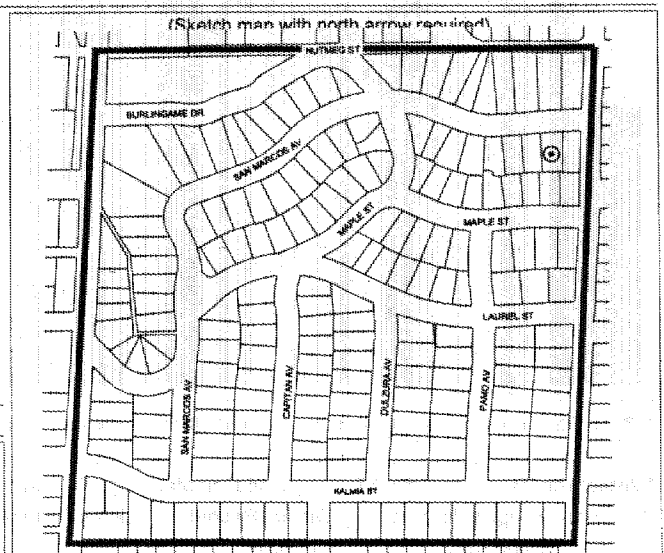 (Sketch map with north arrow required)
NUTMEG ST
BURLINGAME DR.
SAN MARCOS AV
MAPLE ST
MAPLE ST
LAUREL ST
SAN MARCOS AV
CAPITAN AV
DULZURA AV
PAMO AV
KALMIA ST